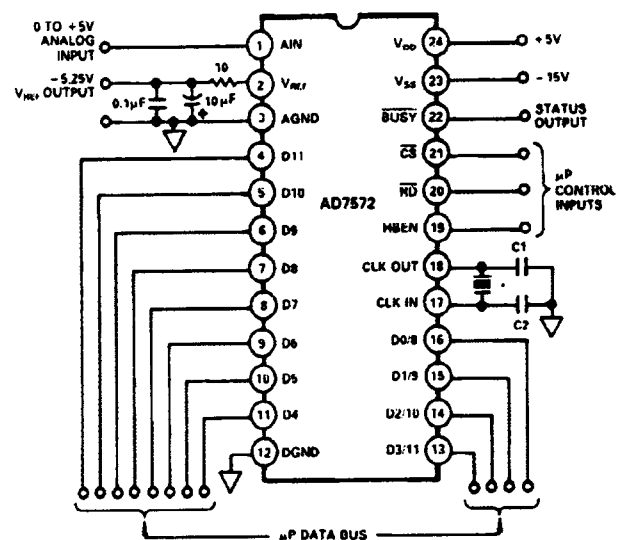 0 TO +5V
ANALOG
INPUT
1 AIN
10
-5.25V
VREF OUTPUT
0.1µF
10µF
+
2 VREF
3 AGND
4 D11
5 D10
6 D9
7 D8
8 D7
9 D6
10 D5
11 D4
12 DGND
AD7572
VDD 24
+5V
VSS 23
-15V
BUSY 22
STATUS
OUTPUT
CS 21
RD 20
HBEN 19
µP
CONTROL
INPUTS
CLK OUT 18
C1
CLK IN 17
C2
D0/8 16
D1/9 15
D2/10 14
D3/11 13
µP DATA BUS